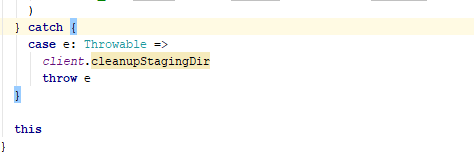 )
} catch {
case e: Throwable =>
client.cleanupStagingDir
throw e
}
this
}